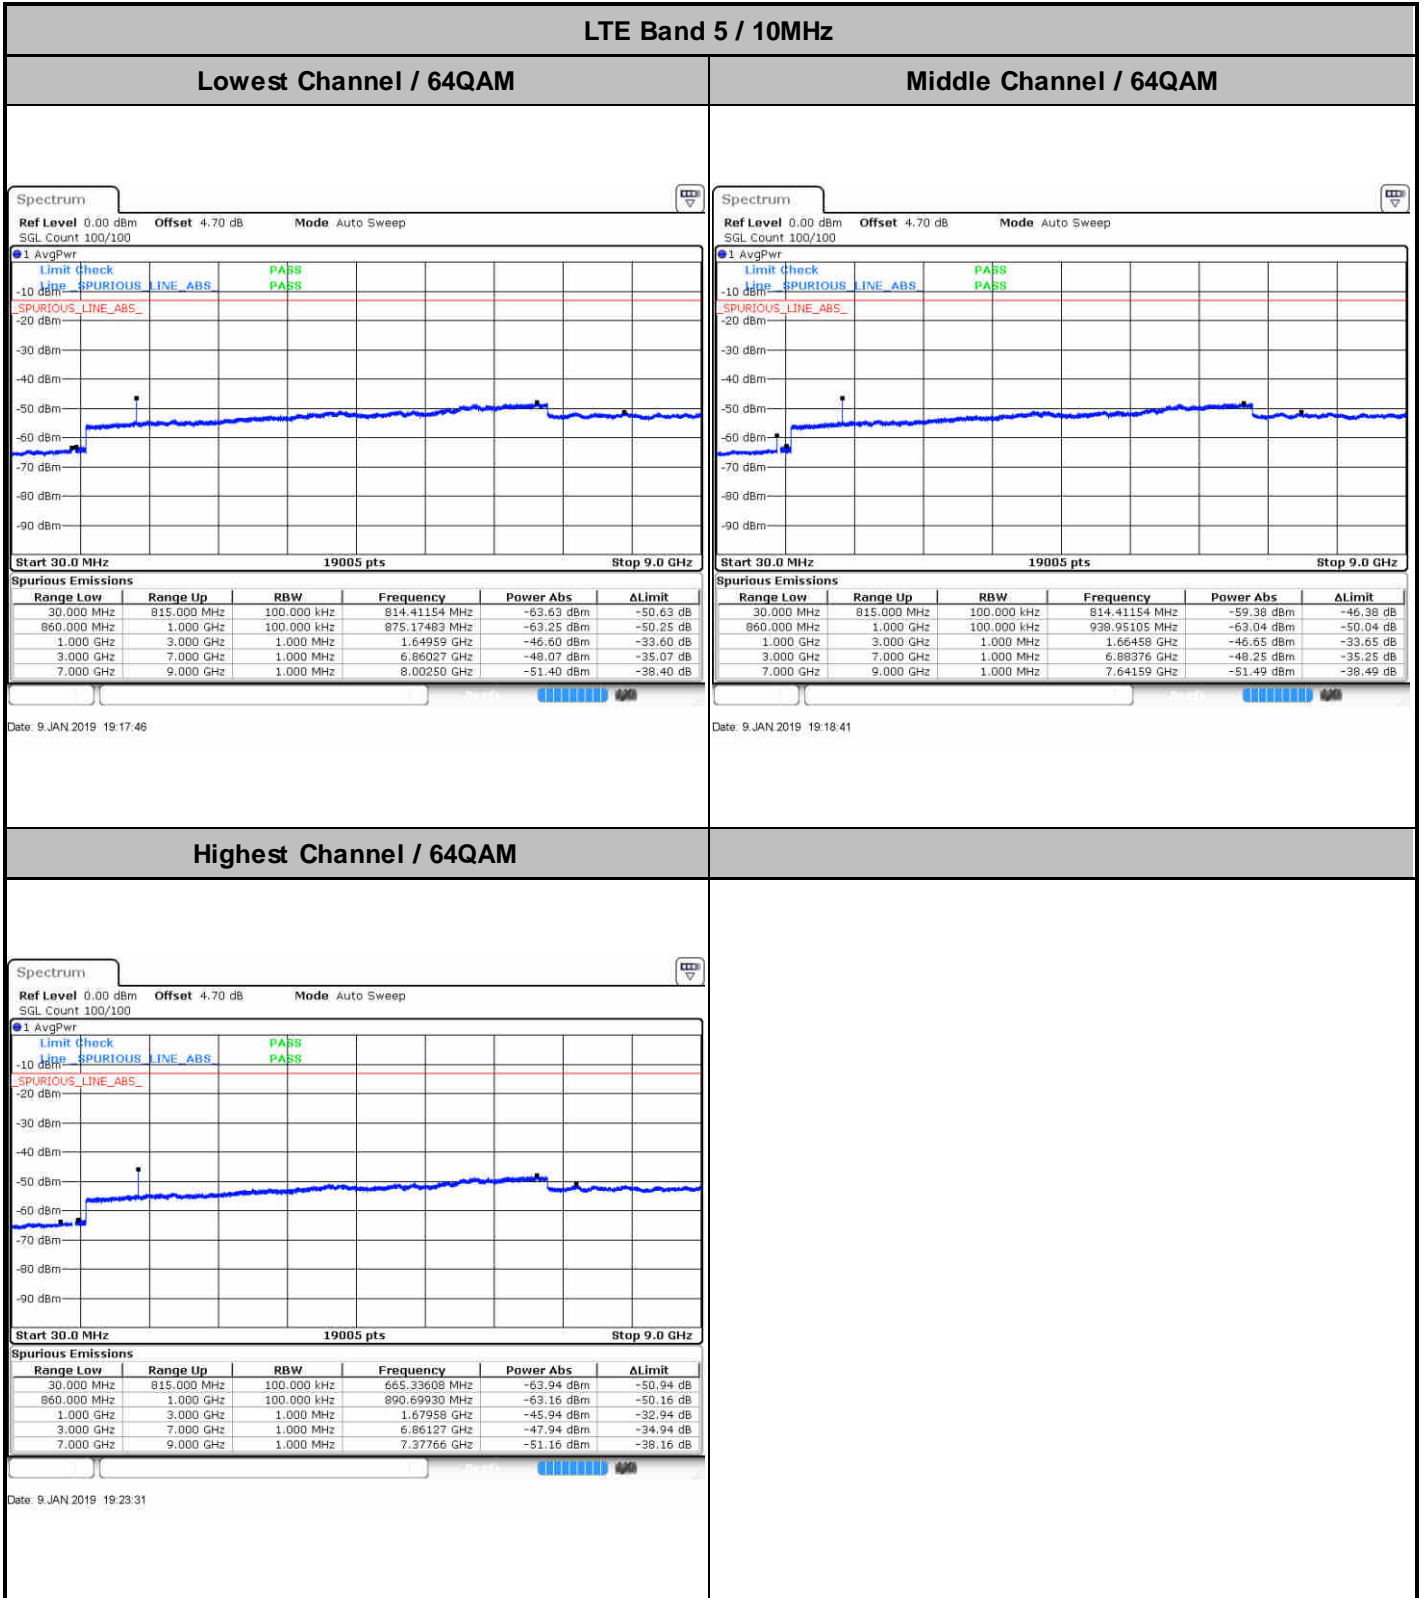 LTE Band 5 / 10MHz
Lowest Channel / 64QAM
Middle Channel / 64QAM
Spectrum
Ref Level 0.00 dBm Offset 4.70 dB Mode Auto Sweep
SGL Count 100/100
1 AvgPwr
Limit Check PASS
Line _SPURIOUS_LINE_ABS_ PASS
-10 dBm
_SPURIOUS_LINE_ABS_
-20 dBm
-30 dBm
-40 dBm
-50 dBm
-60 dBm
-70 dBm
-80 dBm
-90 dBm
Start 30.0 MHz 19005 pts Stop 9.0 GHz
Spurious Emissions
Range Low Range Up RBW Frequency Power Abs ΔLimit
30.000 MHz 815.000 MHz 100.000 kHz 814.41154 MHz -63.63 dBm -50.63 dB
860.000 MHz 1.000 GHz 100.000 kHz 875.17483 MHz -63.25 dBm -50.25 dB
1.000 GHz 3.000 GHz 1.000 MHz 1.64959 GHz -46.60 dBm -33.60 dB
3.000 GHz 7.000 GHz 1.000 MHz 6.86027 GHz -48.07 dBm -35.07 dB
7.000 GHz 9.000 GHz 1.000 MHz 8.00250 GHz -51.40 dBm -38.40 dB
Date: 9.JAN.2019 19:17:46
Spectrum
Ref Level 0.00 dBm Offset 4.70 dB Mode Auto Sweep
SGL Count 100/100
1 AvgPwr
Limit Check PASS
Line _SPURIOUS_LINE_ABS_ PASS
-10 dBm
_SPURIOUS_LINE_ABS_
-20 dBm
-30 dBm
-40 dBm
-50 dBm
-60 dBm
-70 dBm
-80 dBm
-90 dBm
Start 30.0 MHz 19005 pts Stop 9.0 GHz
Spurious Emissions
Range Low Range Up RBW Frequency Power Abs ΔLimit
30.000 MHz 815.000 MHz 100.000 kHz 814.41154 MHz -59.38 dBm -46.38 dB
860.000 MHz 1.000 GHz 100.000 kHz 938.95105 MHz -63.04 dBm -50.04 dB
1.000 GHz 3.000 GHz 1.000 MHz 1.66458 GHz -46.65 dBm -33.65 dB
3.000 GHz 7.000 GHz 1.000 MHz 6.88376 GHz -48.25 dBm -35.25 dB
7.000 GHz 9.000 GHz 1.000 MHz 7.64159 GHz -51.49 dBm -38.49 dB
Date: 9.JAN.2019 19:18:41
Highest Channel / 64QAM
Spectrum
Ref Level 0.00 dBm Offset 4.70 dB Mode Auto Sweep
SGL Count 100/100
1 AvgPwr
Limit Check PASS
Line _SPURIOUS_LINE_ABS_ PASS
-10 dBm
_SPURIOUS_LINE_ABS_
-20 dBm
-30 dBm
-40 dBm
-50 dBm
-60 dBm
-70 dBm
-80 dBm
-90 dBm
Start 30.0 MHz 19005 pts Stop 9.0 GHz
Spurious Emissions
Range Low Range Up RBW Frequency Power Abs ΔLimit
30.000 MHz 815.000 MHz 100.000 kHz 665.33608 MHz -63.94 dBm -50.94 dB
860.000 MHz 1.000 GHz 100.000 kHz 890.69930 MHz -63.16 dBm -50.16 dB
1.000 GHz 3.000 GHz 1.000 MHz 1.67958 GHz -45.94 dBm -32.94 dB
3.000 GHz 7.000 GHz 1.000 MHz 6.86127 GHz -47.94 dBm -34.94 dB
7.000 GHz 9.000 GHz 1.000 MHz 7.37766 GHz -51.16 dBm -38.16 dB
Date: 9.JAN.2019 19:23:31